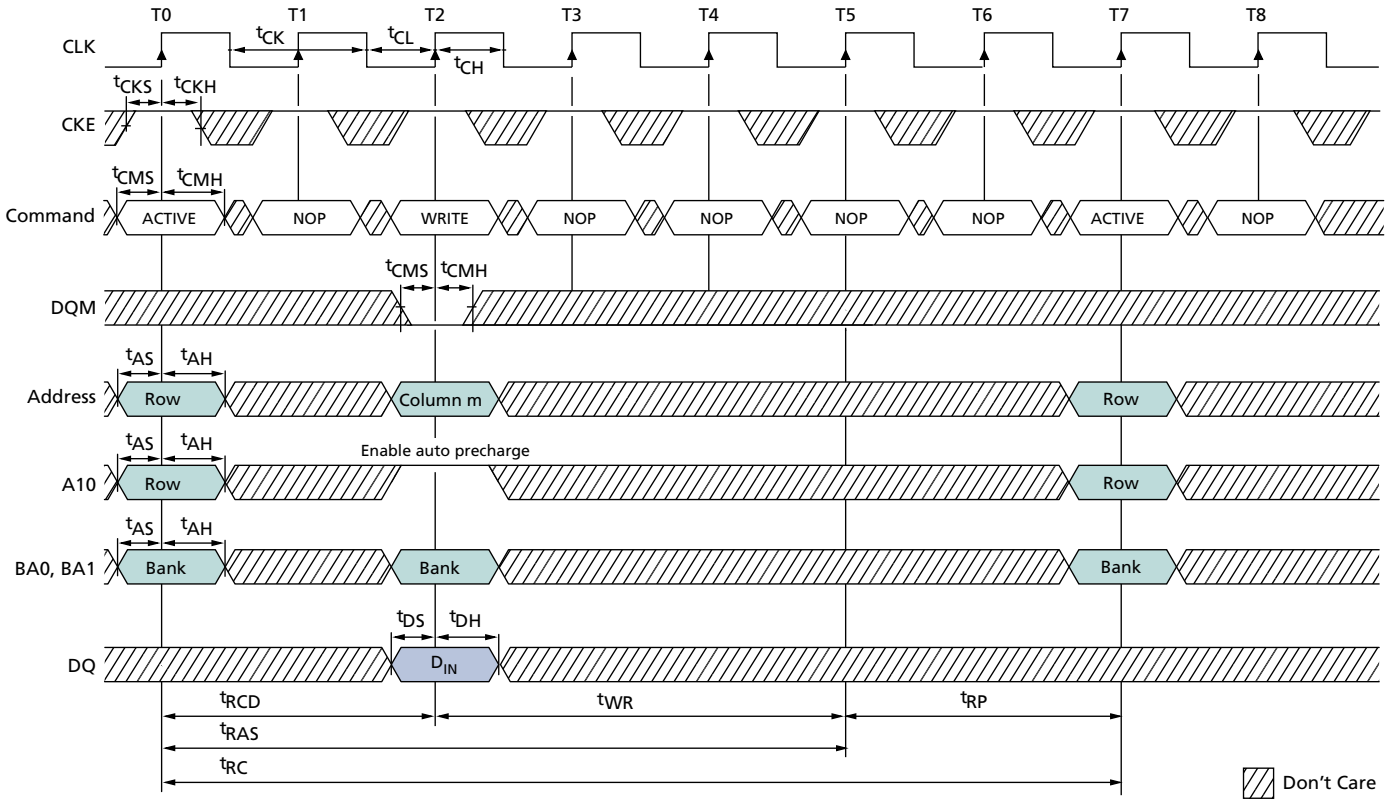 T0 T1 T2 T3 T4 T5 T6 T7 T8
CLK
tCK
tCL
tCH
tCKS tCKH
CKE
tCMS tCMH
Command ACTIVE NOP WRITE NOP NOP NOP NOP ACTIVE NOP
tCMS tCMH
DQM
tAS tAH
Address Row Column m Row
tAS tAH
Enable auto precharge
A10 Row Row
tAS tAH
BA0, BA1 Bank Bank Bank
tDS tDH
DQ DIN
tRCD tWR tRP
tRAS
tRC
Don't Care